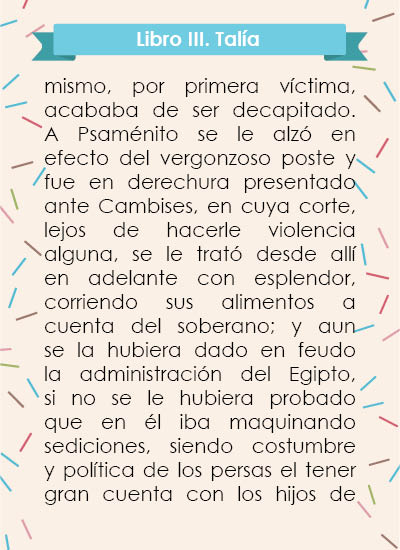 Libro III. Talía
mismo, por primera víctima,
acababa de ser decapitado.
A Psaménito se le alzó en
efecto del vergonzoso poste y
fue en derechura presentado
ante Cambises, en cuya corte,
lejos de hacerle violencia
alguna, se le trató desde allí
en adelante con esplendor,
corriendo sus alimentos a
cuenta del soberano; y aun
se la hubiera dado en feudo
la administración del Egipto,
si no se le hubiera probado
que en él iba maquinando
sediciones, siendo costumbre
y política de los persas el tener
gran cuenta con los hijos de